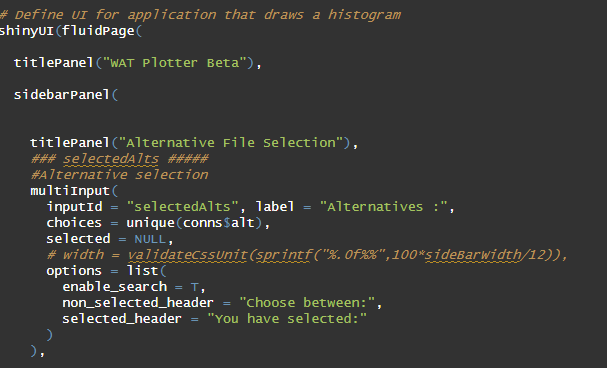 # Define UI for application that draws a histogram
shinyUI(fluidPage(
titlePanel("WAT Plotter Beta"),
sidebarPanel(
titlePanel("Alternative File Selection"),
### selectedAlts #####
#Alternative selection
multiInput(
inputId = "selectedAlts", label = "Alternatives :",
choices = unique(conns$alt),
selected = NULL,
# width = validateCssUnit(sprintf("%.0f%%",100*sideBarWidth/12)),
options = list(
enable_search = T,
non_selected_header = "Choose between:",
selected_header = "You have selected:"
)
),